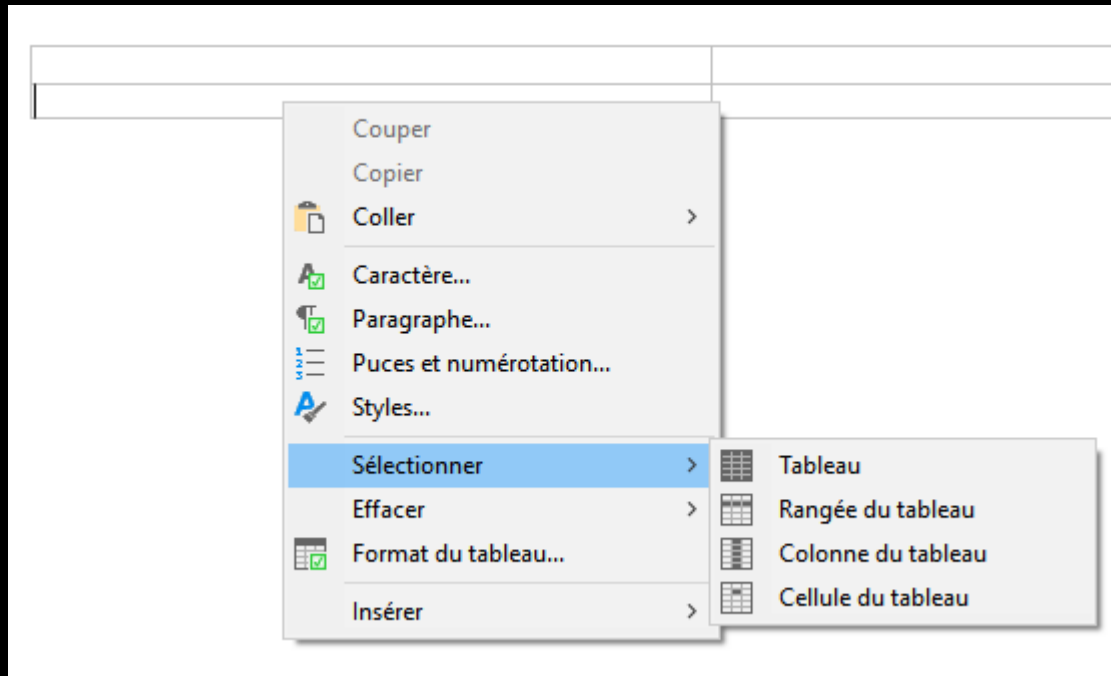 Couper
Copier
Coller
Caractère...
Paragraphe...
Puces et numérotation...
Styles...
Sélectionner
Effacer
Format du tableau...
Insérer
Tableau
Rangée du tableau
Colonne du tableau
Cellule du tableau